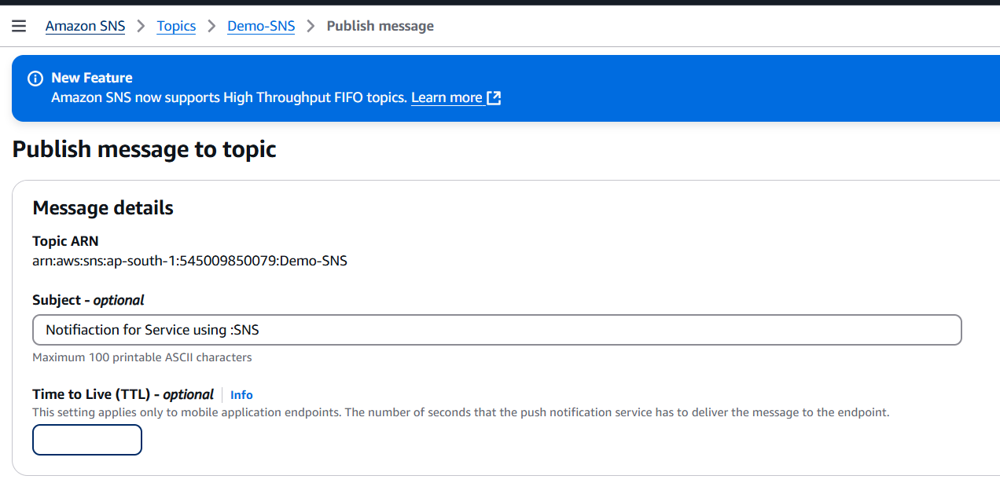 Amazon SNS > Topics > Demo-SNS > Publish message
New Feature
Amazon SNS now supports High Throughput FIFO topics. Learn more
Publish message to topic
Message details
Topic ARN
arn:aws:sns:ap-south-1:545009850079:Demo-SNS
Subject - optional
Notifiaction for Service using :SNS
Maximum 100 printable ASCII characters
Time to Live (TTL) - optional | Info
This setting applies only to mobile application endpoints. The number of seconds that the push notification service has to deliver the message to the endpoint.